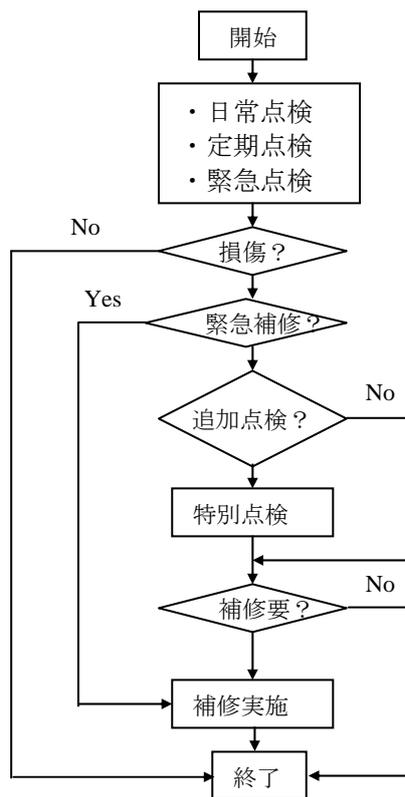 開始
・日常点検
・定期点検
・緊急点検
No
損傷？
Yes
緊急補修？
追加点検？
No
特別点検
補修要？
No
補修実施
終了